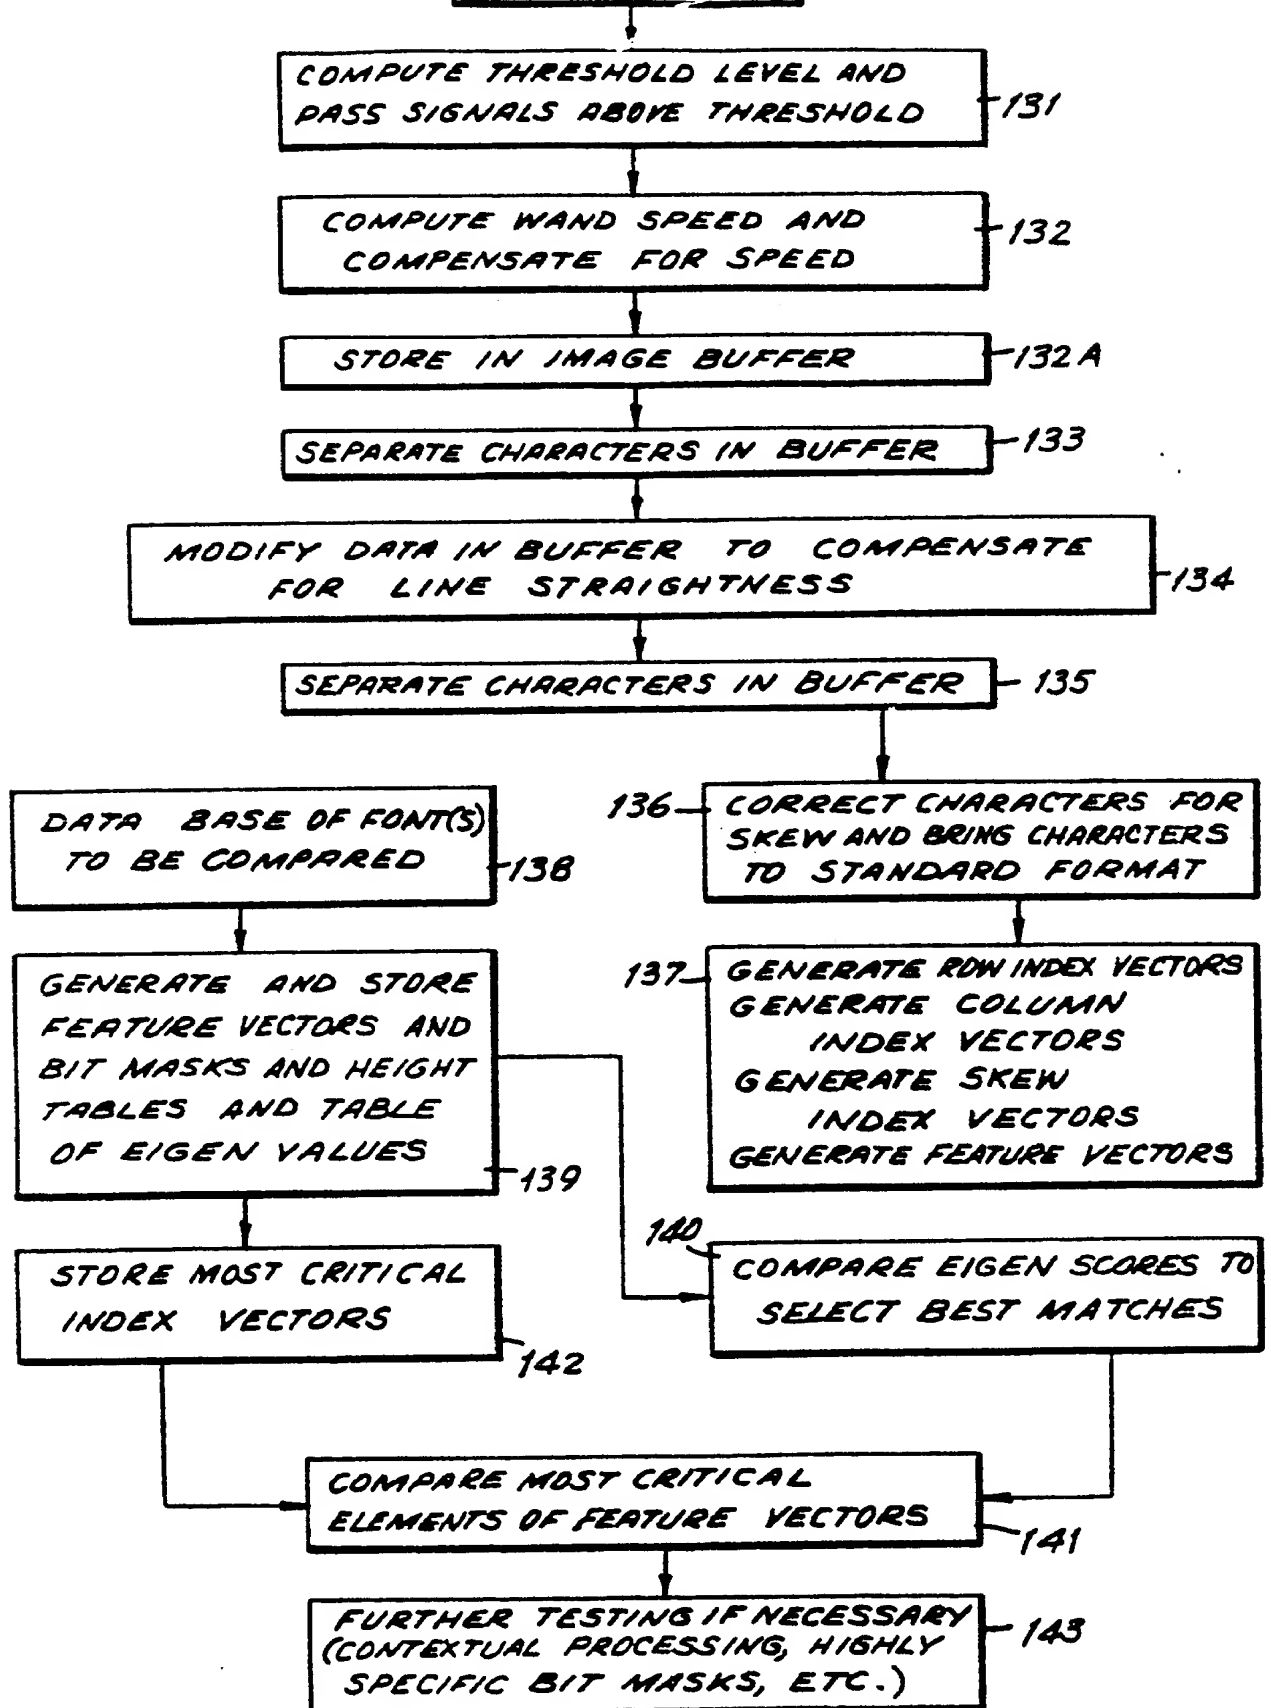 COMPUTE THRESHOLD LEVEL AND
PASS SIGNALS ABOVE THRESHOLD
131
COMPUTE WAND SPEED AND
COMPENSATE FOR SPEED
132
STORE IN IMAGE BUFFER
132A
SEPARATE CHARACTERS IN BUFFER
133
MODIFY DATA IN BUFFER TO COMPENSATE
FOR LINE STRAIGHTNESS
134
SEPARATE CHARACTERS IN BUFFER
135
136
CORRECT CHARACTERS FOR
SKEW AND BRING CHARACTERS
TO STANDARD FORMAT
DATA BASE OF FONT(S)
TO BE COMPARED
138
137
GENERATE ROW INDEX VECTORS
GENERATE COLUMN
INDEX VECTORS
GENERATE SKEW
INDEX VECTORS
GENERATE FEATURE VECTORS
GENERATE AND STORE
FEATURE VECTORS AND
BIT MASKS AND HEIGHT
TABLES AND TABLE
OF EIGEN VALUES
139
140
COMPARE EIGEN SCORES TO
SELECT BEST MATCHES
STORE MOST CRITICAL
INDEX VECTORS
142
COMPARE MOST CRITICAL
ELEMENTS OF FEATURE VECTORS
141
FURTHER TESTING IF NECESSARY
(CONTEXTUAL PROCESSING, HIGHLY
SPECIFIC BIT MASKS, ETC.)
143